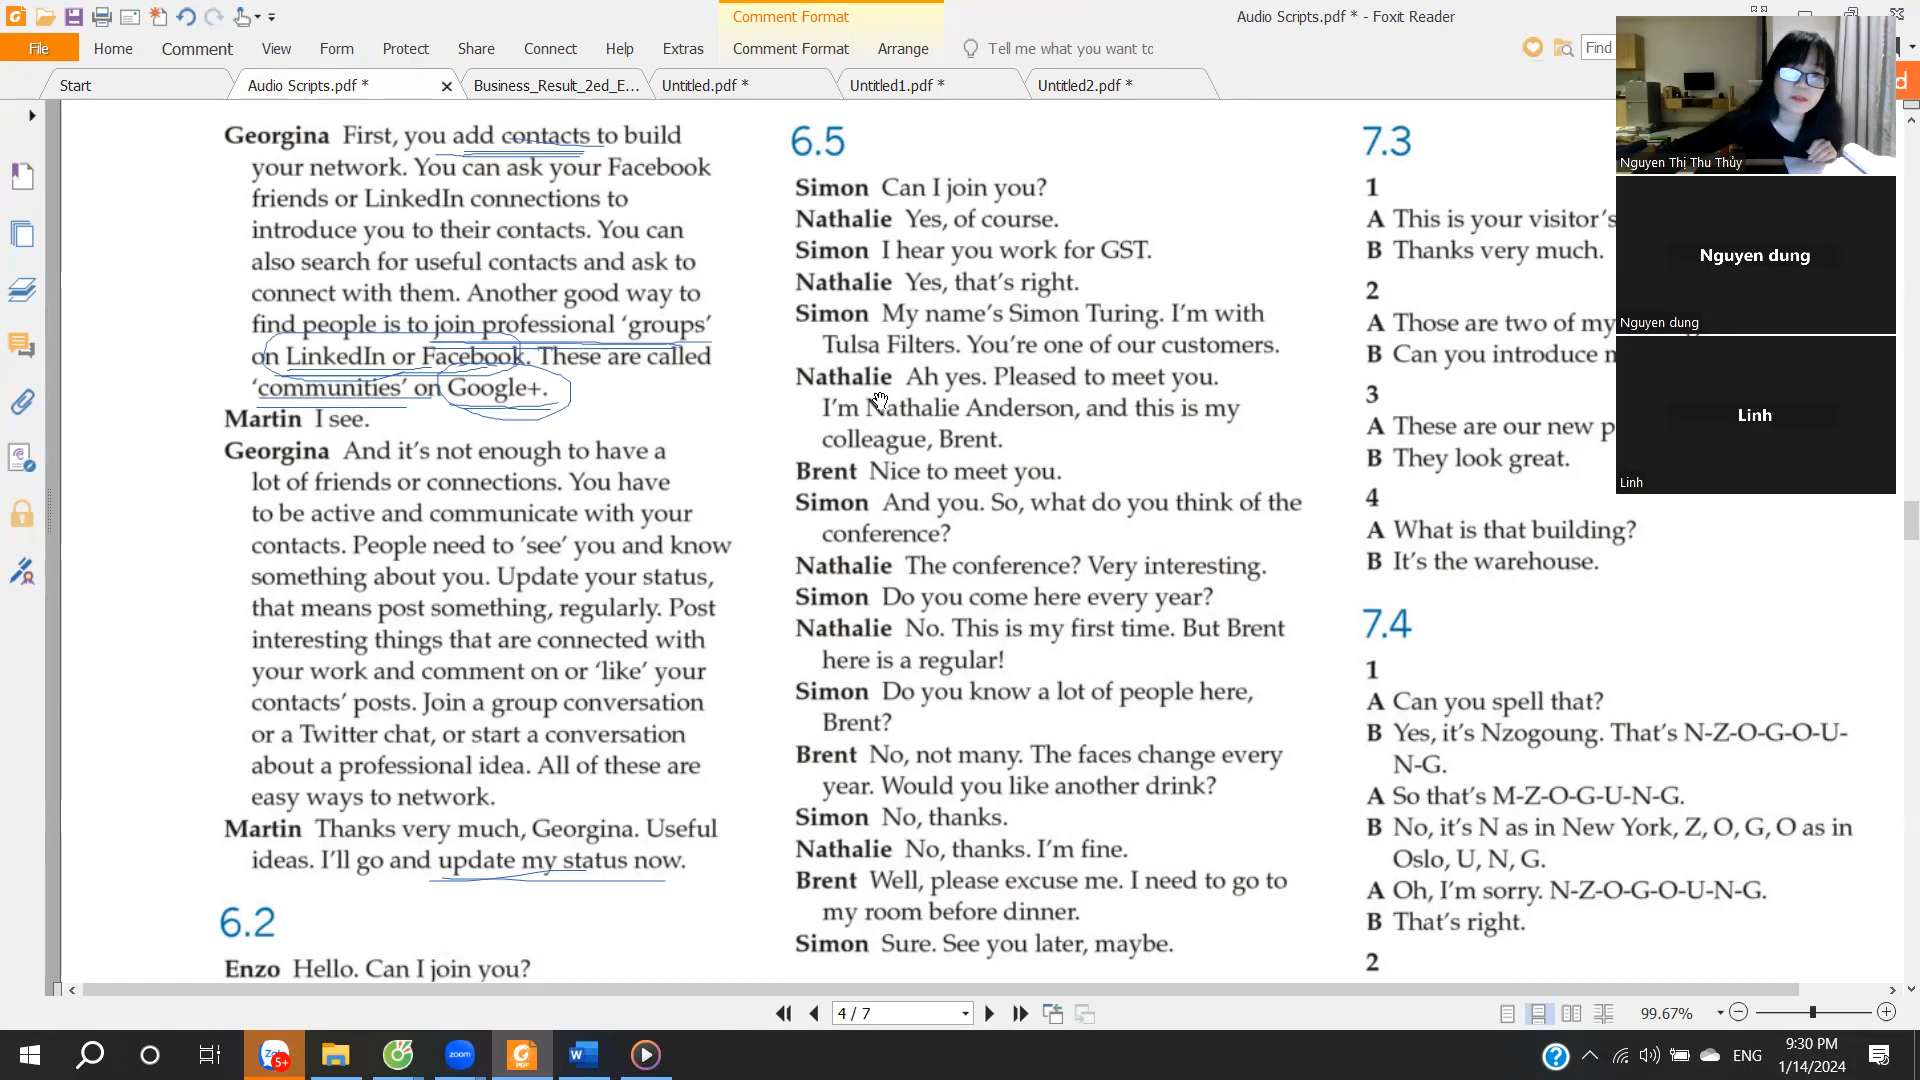 Comment Format
Audio Scripts.pdf * - Foxit Reader
File
Home
Comment
View
Form
Protect
Share
Connect
Help
Extras
Comment Format
Arrange
Tell me what you want to
Find
Start
Audio Scripts.pdf *
Business_Result_2ed_E...
Untitled.pdf *
Untitled1.pdf *
Untitled2.pdf *
Georgina First, you add contacts to build
your network. You can ask your Facebook
friends or LinkedIn connections to
introduce you to their contacts. You can
also search for useful contacts and ask to
connect with them. Another good way to
find people is to join professional ‘groups’
on LinkedIn or Facebook. These are called
‘communities’ on Google+.
Martin I see.
Georgina And it’s not enough to have a
lot of friends or connections. You have
to be active and communicate with your
contacts. People need to ’see’ you and know
something about you. Update your status,
that means post something, regularly. Post
interesting things that are connected with
your work and comment on or ‘like’ your
contacts’ posts. Join a group conversation
or a Twitter chat, or start a conversation
about a professional idea. All of these are
easy ways to network.
Martin Thanks very much, Georgina. Useful
ideas. I’ll go and update my status now.
6.2
Enzo Hello. Can I join you?
6.5
Simon Can I join you?
Nathalie Yes, of course.
Simon I hear you work for GST.
Nathalie Yes, that’s right.
Simon My name’s Simon Turing. I’m with
Tulsa Filters. You’re one of our customers.
Nathalie Ah yes. Pleased to meet you.
I’m Nathalie Anderson, and this is my
colleague, Brent.
Brent Nice to meet you.
Simon And you. So, what do you think of the
conference?
Nathalie The conference? Very interesting.
Simon Do you come here every year?
Nathalie No. This is my first time. But Brent
here is a regular!
Simon Do you know a lot of people here,
Brent?
Brent No, not many. The faces change every
year. Would you like another drink?
Simon No, thanks.
Nathalie No, thanks. I’m fine.
Brent Well, please excuse me. I need to go to
my room before dinner.
Simon Sure. See you later, maybe.
7.3
1
A This is your visitor’s
B Thanks very much.
2
A Those are two of my
B Can you introduce
3
A These are our new
B They look great.
4
A What is that building?
B It’s the warehouse.
7.4
1
A Can you spell that?
B Yes, it’s Nzogoung. That’s N-Z-O-G-O-U-
N-G.
A So that’s M-Z-O-G-U-N-G.
B No, it’s N as in New York, Z, O, G, O as in
Oslo, U, N, G.
A Oh, I’m sorry. N-Z-O-G-O-U-N-G.
B That’s right.
2
Nguyen Thị Thu Thủy
Nguyen dung
Nguyen dung
Linh
Linh
4 / 7
99.67%
5+
zoom
PDF
W
ENG
9:30 PM
1/14/2024